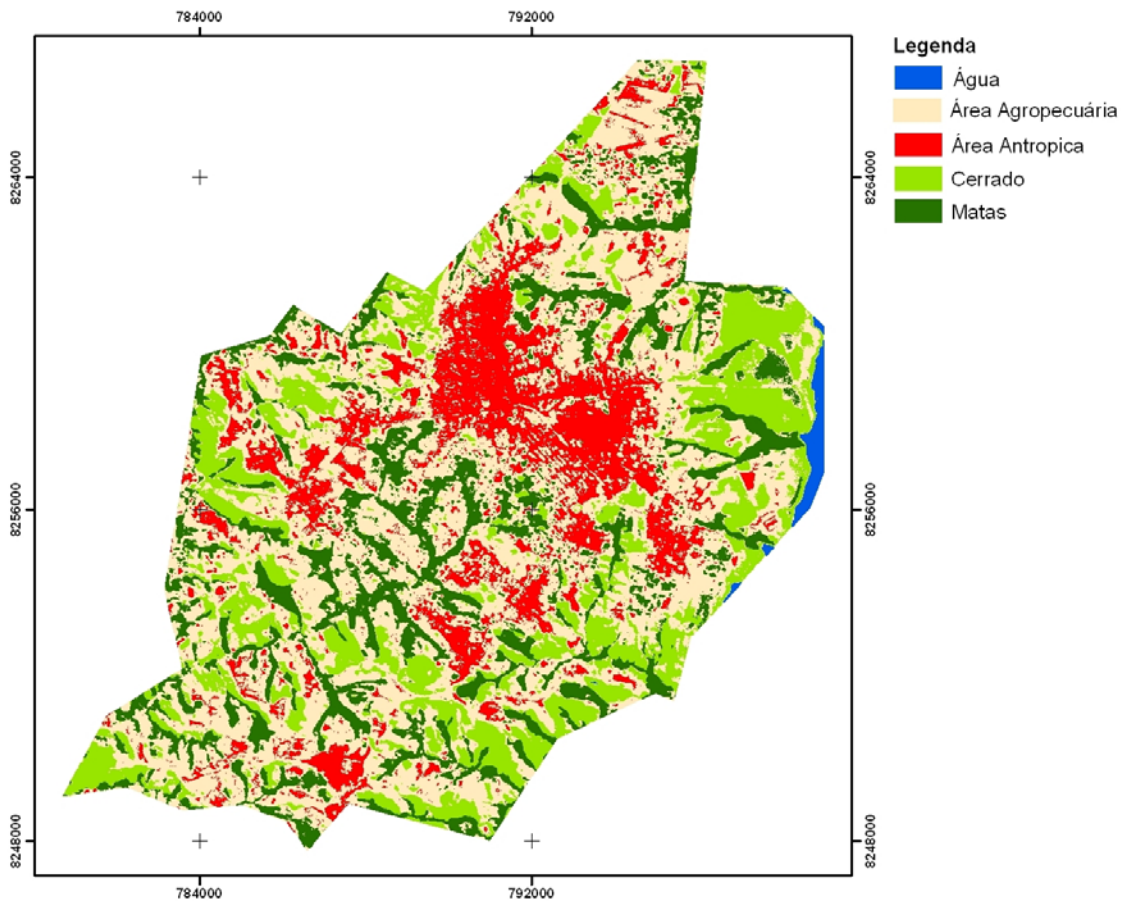 784000 792000
Legenda
Água
Área Agropecuária
Área Antropica
Cerrado
Matas
8264000 8264000
8256000 8256000
8248000 8248000
784000 792000